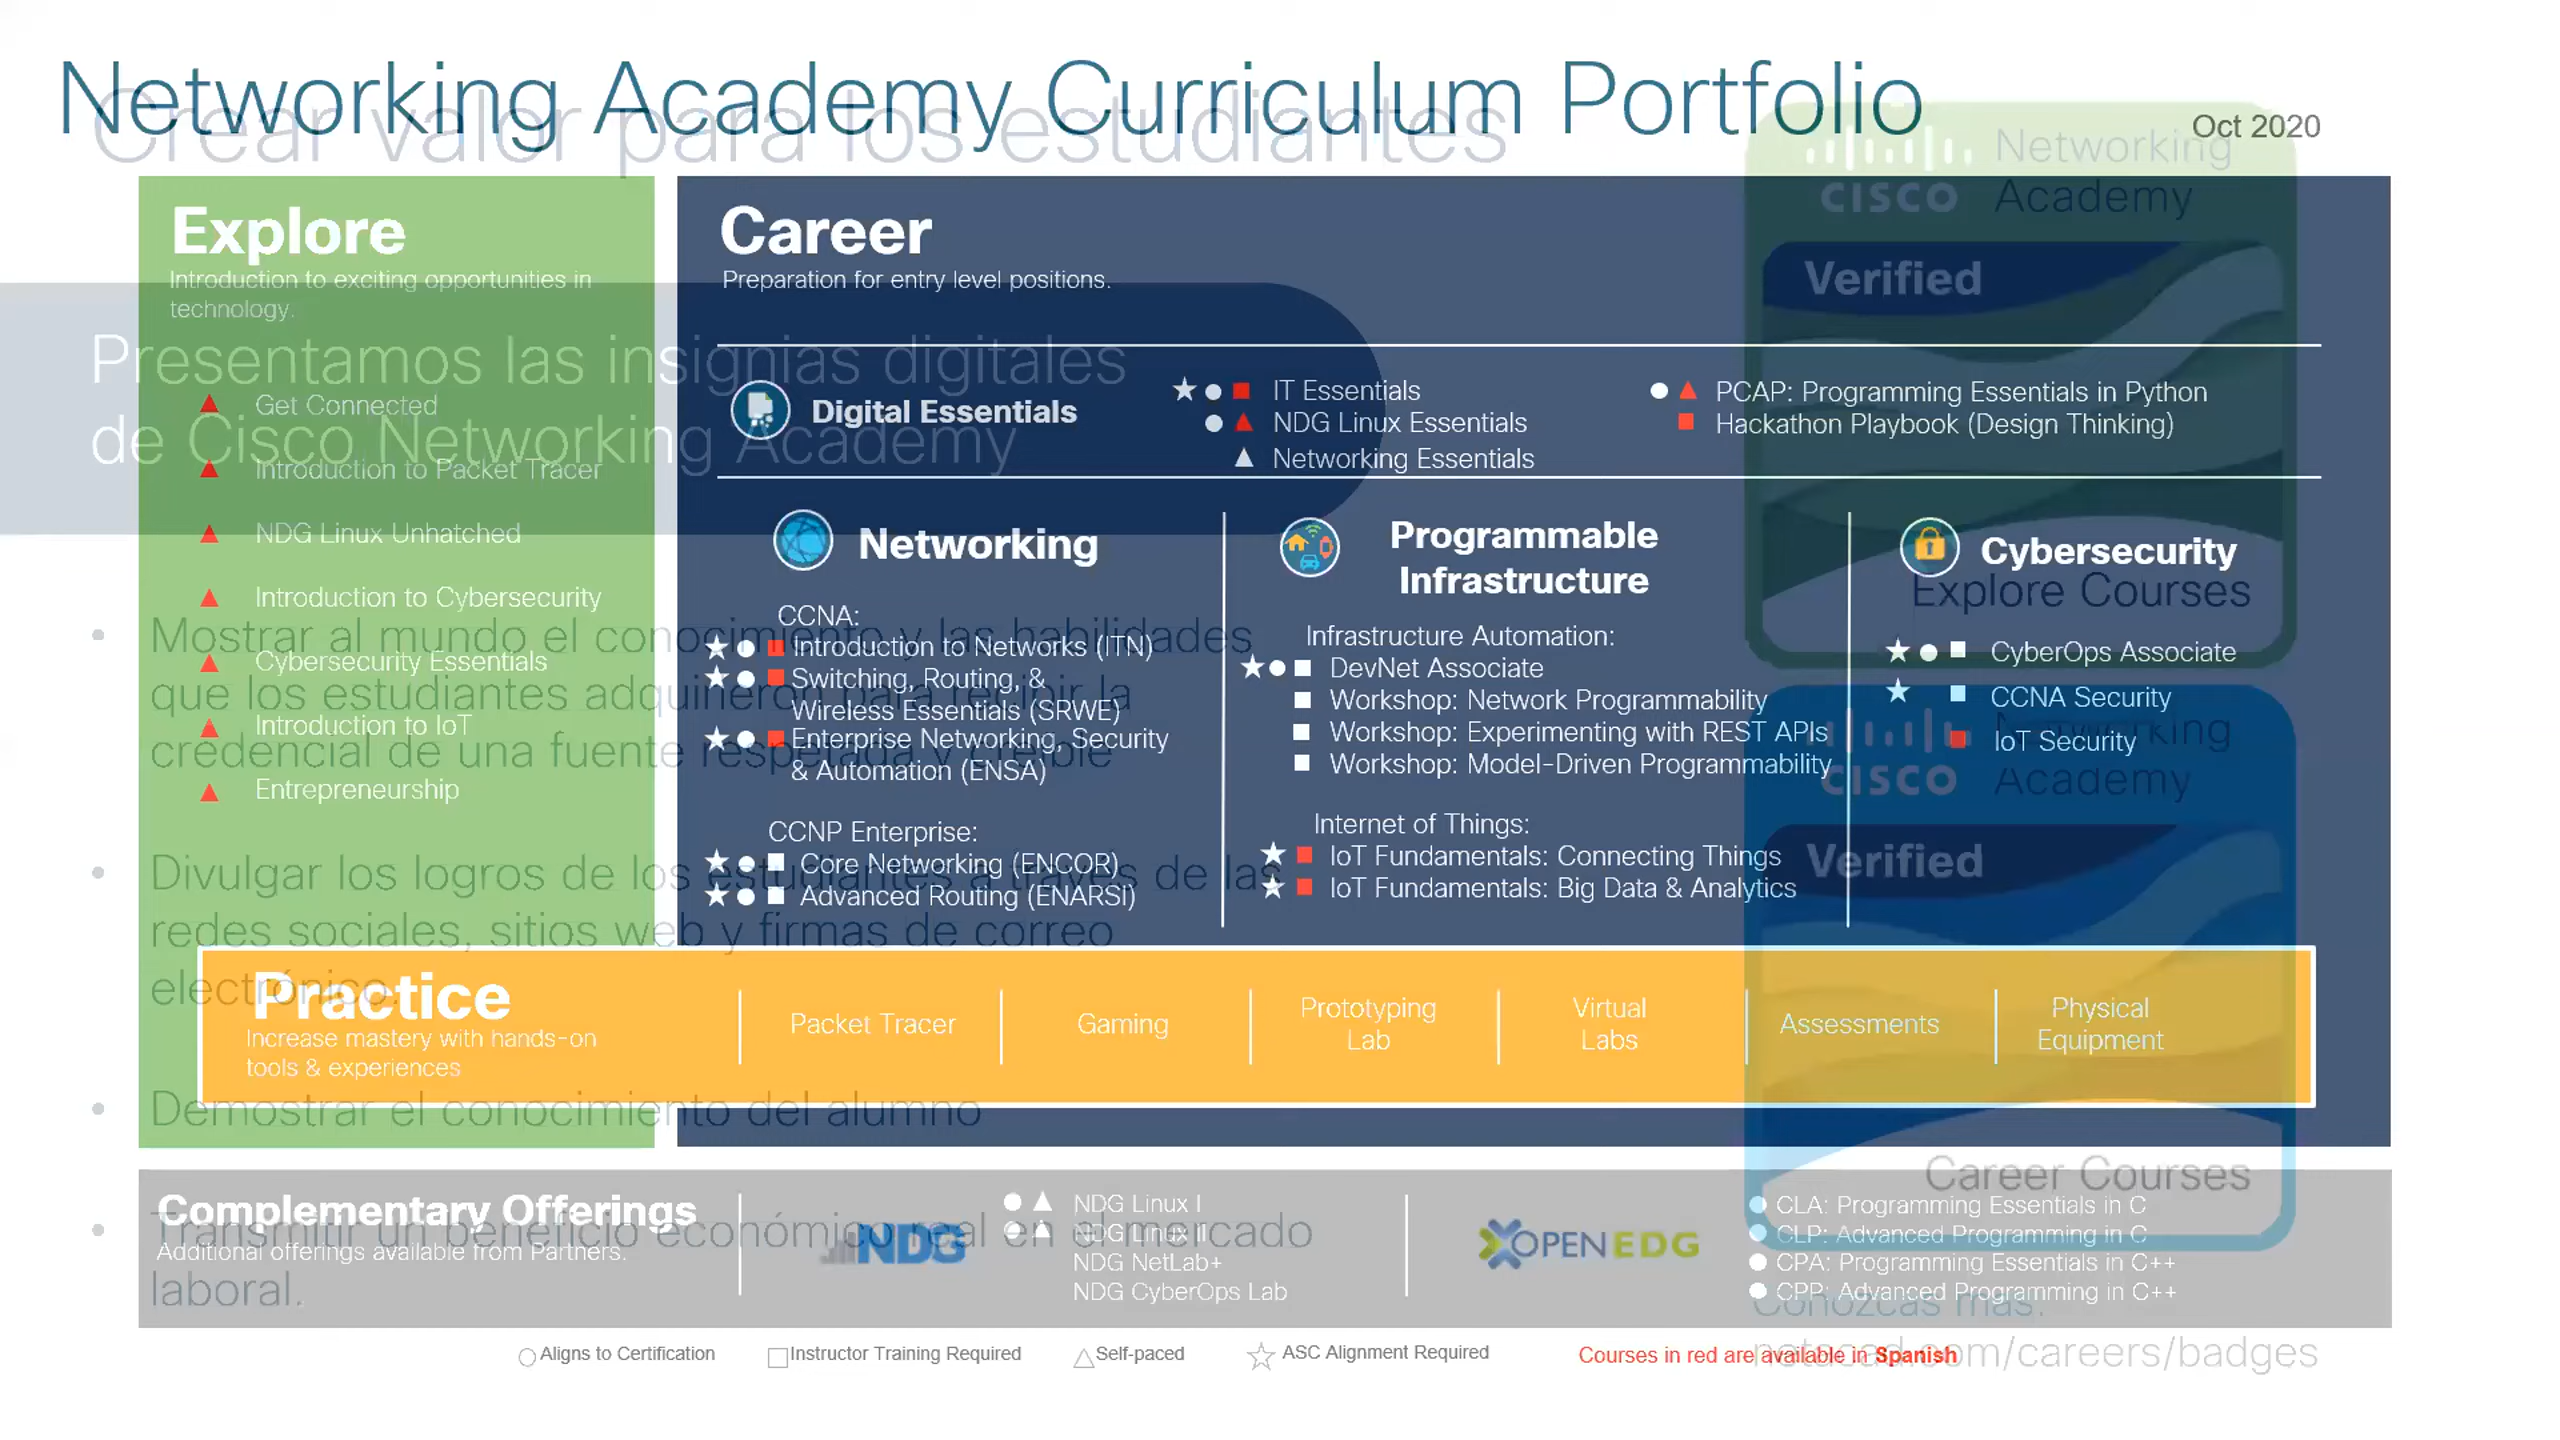 Networking Academy Curriculum Portfolio
Oct 2020
Crear valor para los estudiantes
Explore
Introduction to exciting opportunities in
technology.
Get Connected
Introduction to Packet Tracer
NDG Linux Unhatched
Introduction to Cybersecurity
Cybersecurity Essentials
Introduction to IoT
Entrepreneurship
Career
Preparation for entry level positions.
Digital Essentials
IT Essentials
NDG Linux Essentials
Networking Essentials
PCAP: Programming Essentials in Python
Hackathon Playbook (Design Thinking)
Networking
CCNA:
Introduction to Networks (ITN)
Switching, Routing, &
Wireless Essentials (SRWE)
Enterprise Networking, Security
& Automation (ENSA)
CCNP Enterprise:
Core Networking (ENCOR)
Advanced Routing (ENARSI)
Programmable
Infrastructure
Infrastructure Automation:
DevNet Associate
Workshop: Network Programmability
Workshop: Experimenting with REST APIs
Workshop: Model-Driven Programmability
Internet of Things:
IoT Fundamentals: Connecting Things
IoT Fundamentals: Big Data & Analytics
Cybersecurity
CyberOps Associate
CCNA Security
IoT Security
Practice
Increase mastery with hands-on
tools & experiences
Packet Tracer
Gaming
Prototyping
Lab
Virtual
Labs
Assessments
Physical
Equipment
Complementary Offerings
Additional offerings available from Partners.
NDG
NDG Linux I
NDG Linux II
NDG NetLab+
NDG CyberOps Lab
OPENEDG
CLA: Programming Essentials in C
CLP: Advanced Programming in C
CPA: Programming Essentials in C++
CPP: Advanced Programming in C++
Aligns to Certification
Instructor Training Required
Self-paced
ASC Alignment Required
Courses in red are available in Spanish
Presentamos las insignias digitales
de Cisco Networking Academy
• Mostrar al mundo el conocimiento y las habilidades
que los estudiantes adquirieron para recibir la
credencial de una fuente respetada y creíble
• Divulgar los logros de los estudiantes a través de las
redes sociales, sitios web y firmas de correo
electrónico.
• Demostrar el conocimiento del alumno
• Transmitir un beneficio económico real en el mercado
laboral.
CISCO
Networking
Academy
Verified
Explore Courses
CISCO
Networking
Academy
Verified
Career Courses
Conozcas más:
netacad.com/careers/badges